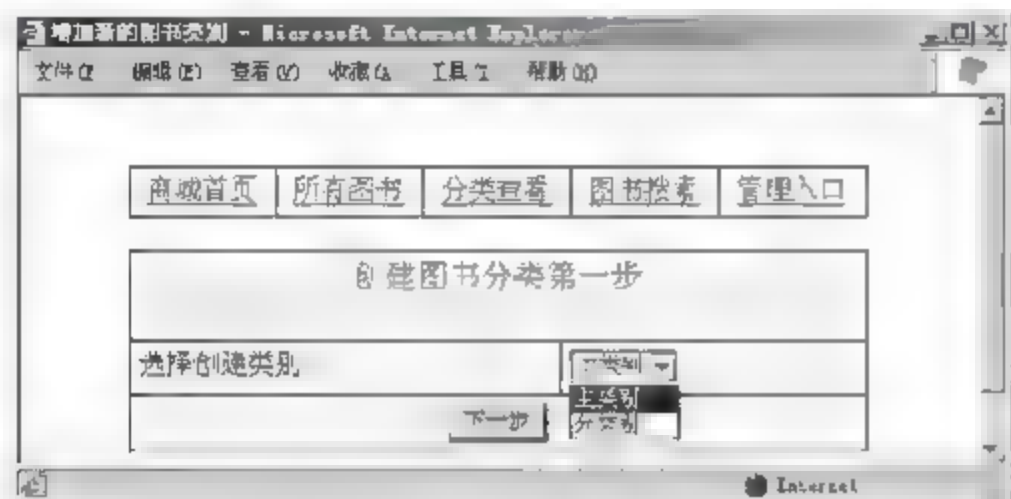 增加新的图书类别 - Microsoft Internet Explorer
文件(F) 编辑(E) 查看(V) 收藏(A) 工具(T) 帮助(H)
商城首页 所有图书 分类查看 图书搜索 管理入口
创建图书分类第一步
选择创建类别 主类别
主类别
下一步 分类别
Internet